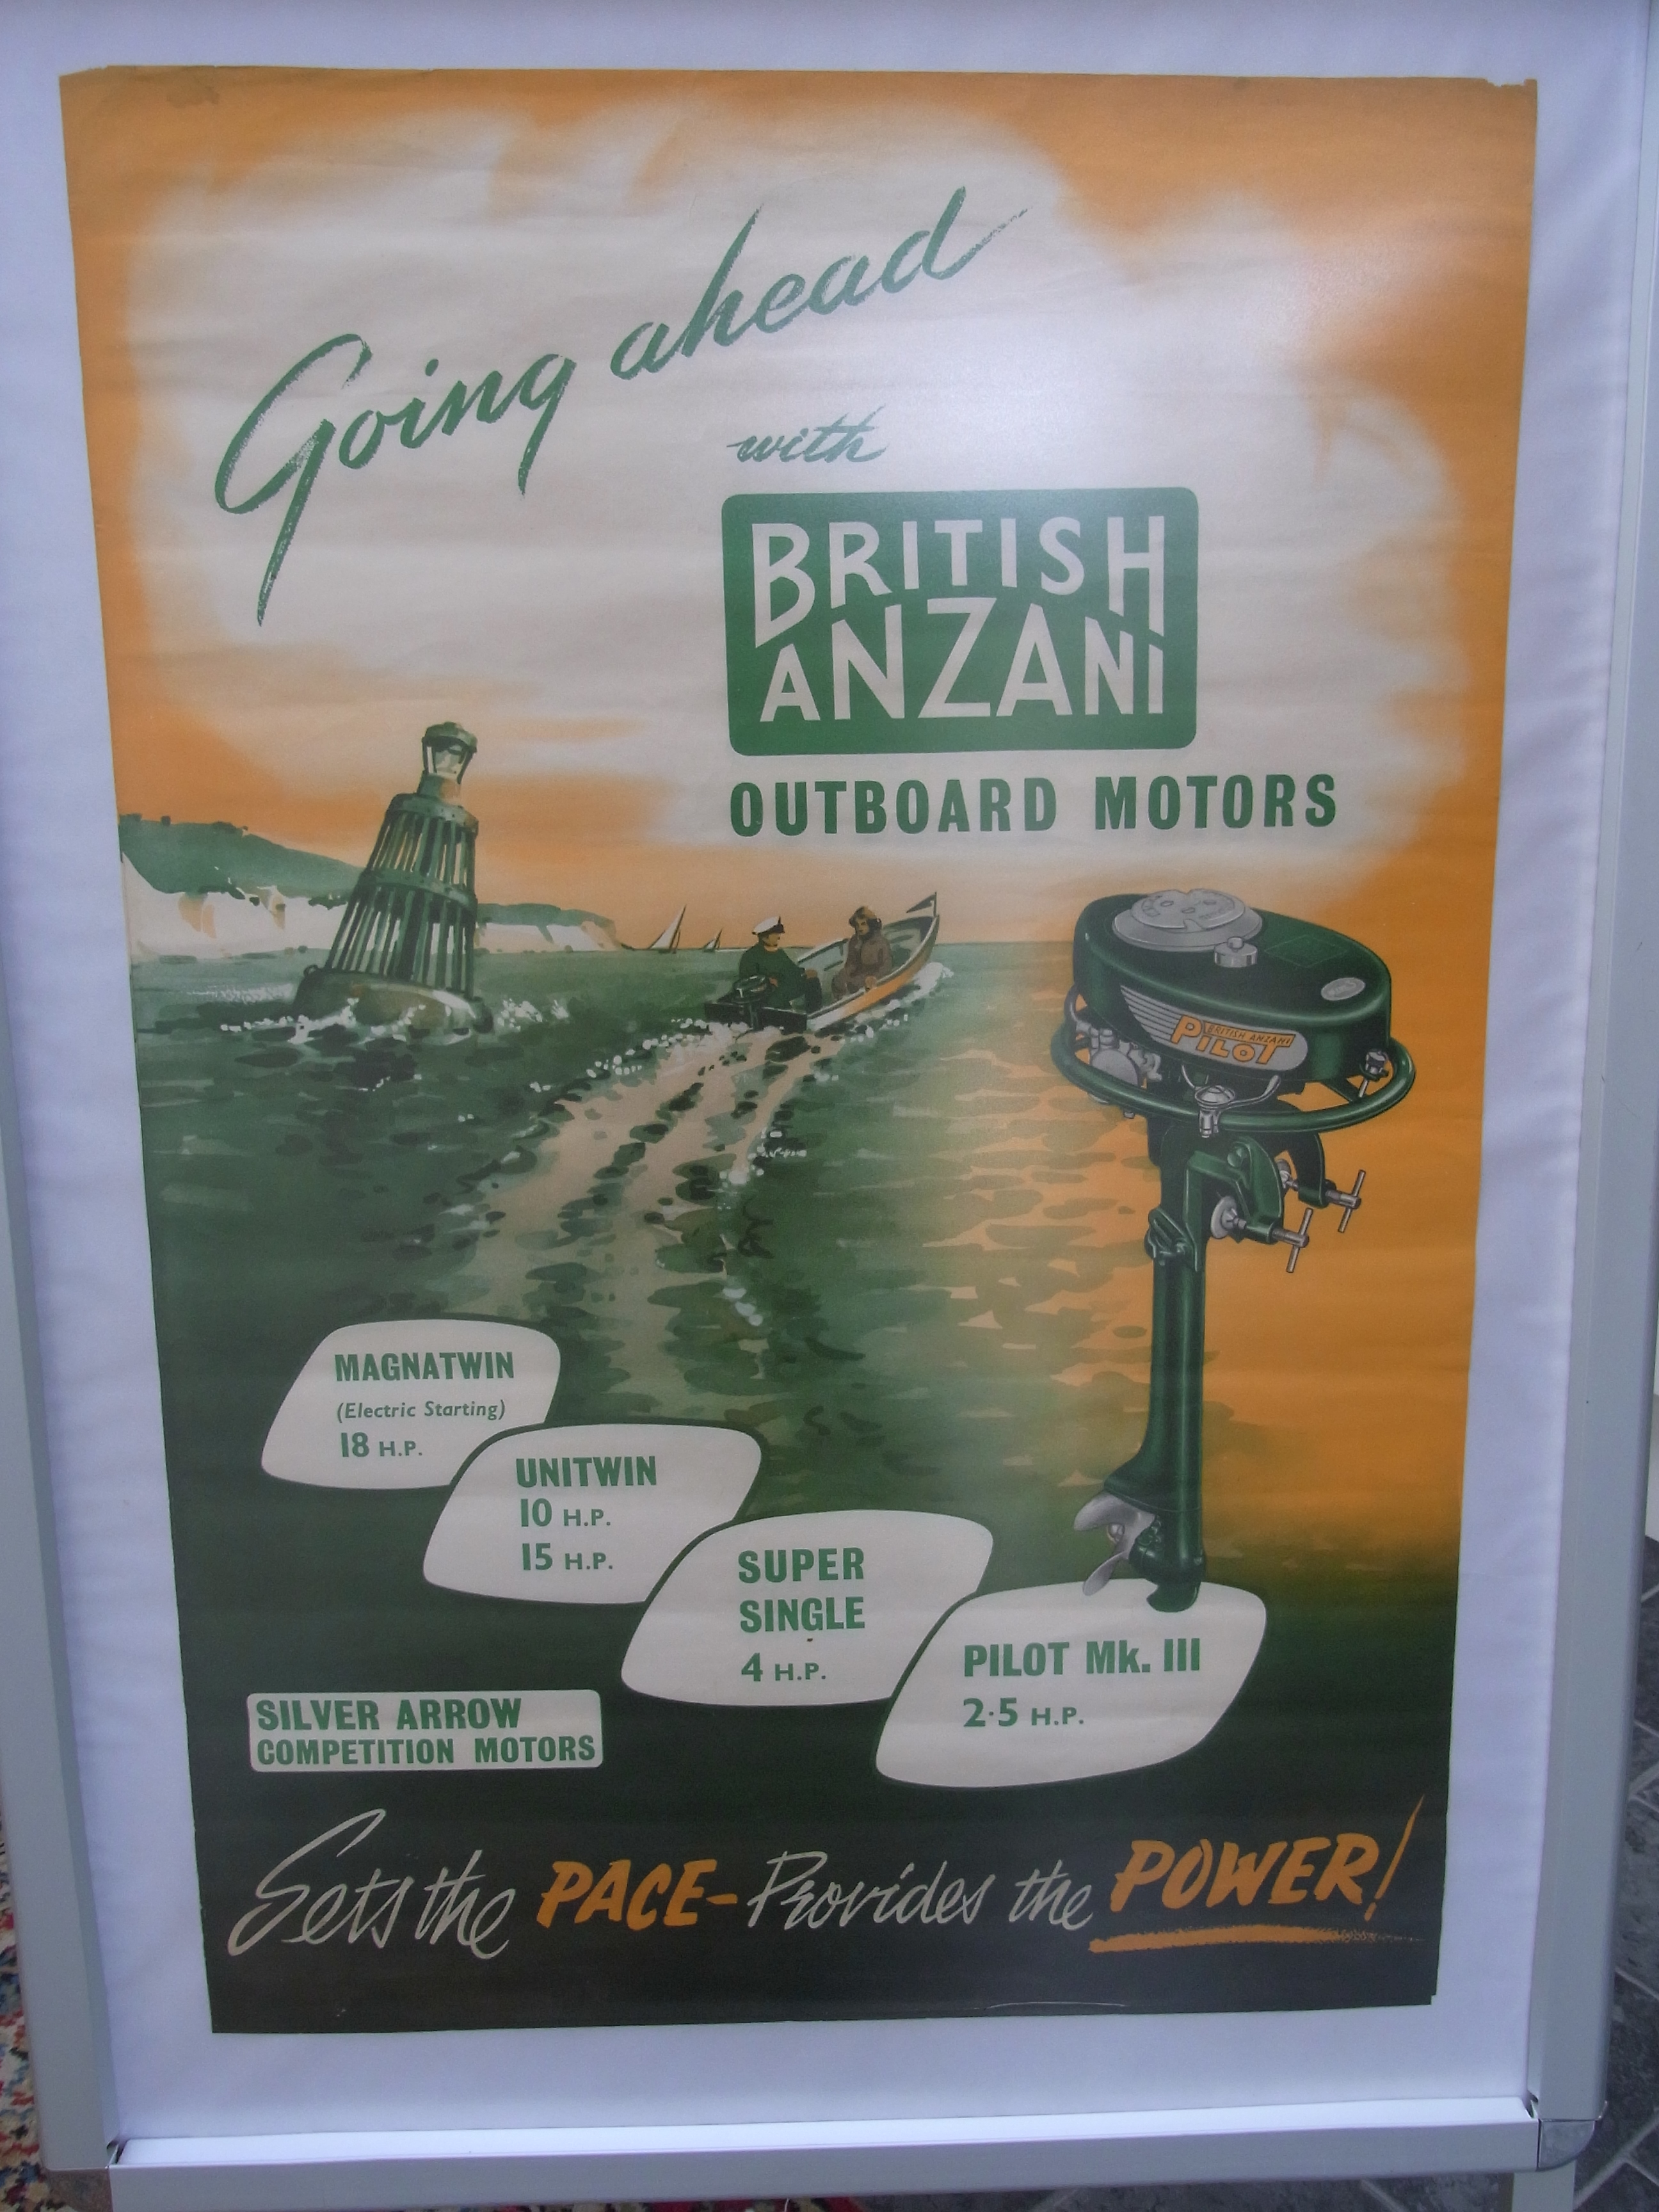 Going ahead
with
BRITISH
ANZANI
OUTBOARD MOTORS
BRITISH ANZANI
PILOT
MAGNATWIN
(Electric Starting)
18 H.P.
UNITWIN
10 H.P.
15 H.P.
SUPER
SINGLE
4 H.P.
PILOT Mk. III
2·5 H.P.
SILVER ARROW
COMPETITION MOTORS
Sets the PACE - Provides the POWER!